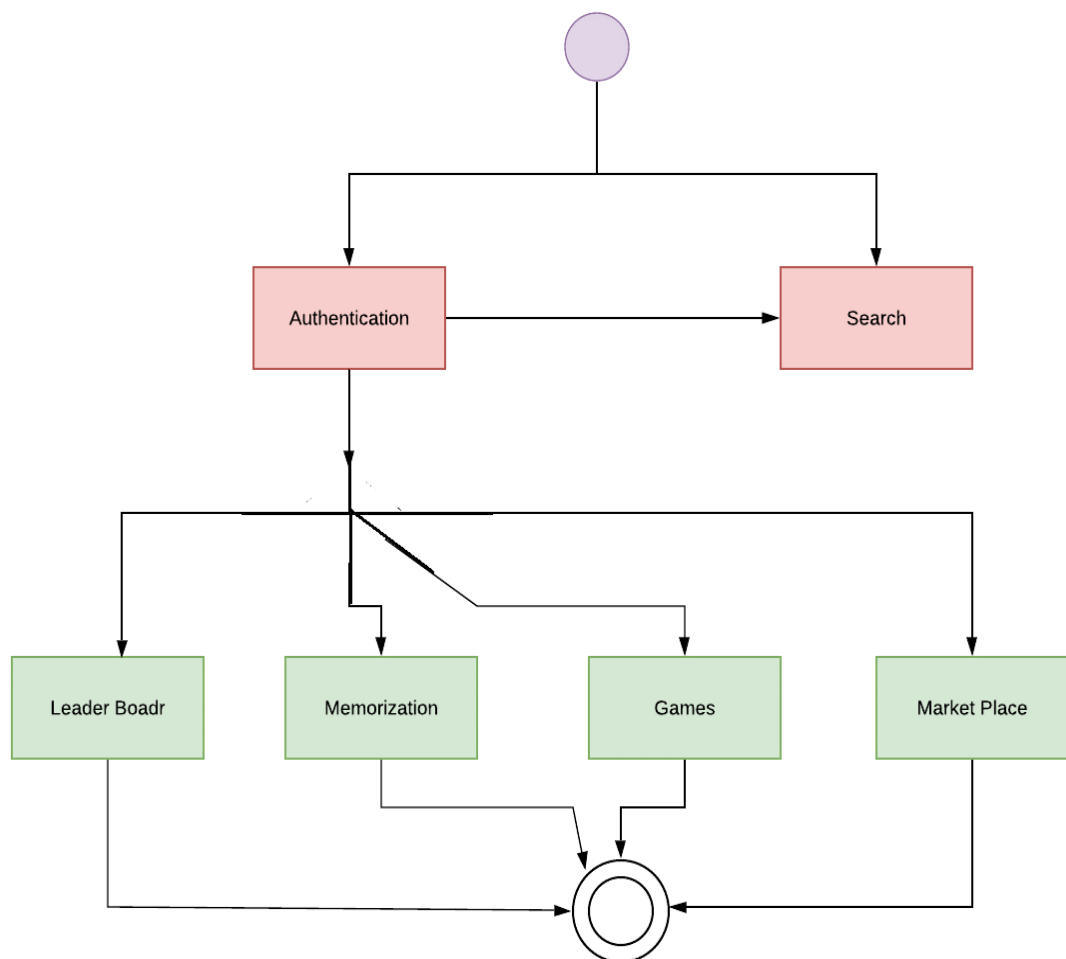 Authentication
Search
Leader Boadr
Memorization
Games
Market Place